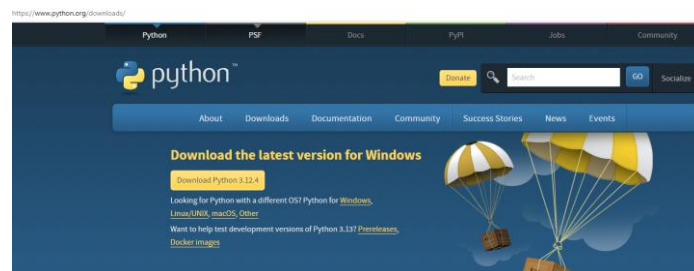 https://www.python.org/downloads/
Python PSF Docs PyPI Jobs Community
python™
Donate Search GO Socialize
About Downloads Documentation Community Success Stories News Events
Download the latest version for Windows
Download Python 3.12.4
Looking for Python with a different OS? Python for Windows,
Linux/UNIX, macOS, Other
Want to help test development versions of Python 3.13? Prereleases,
Docker images